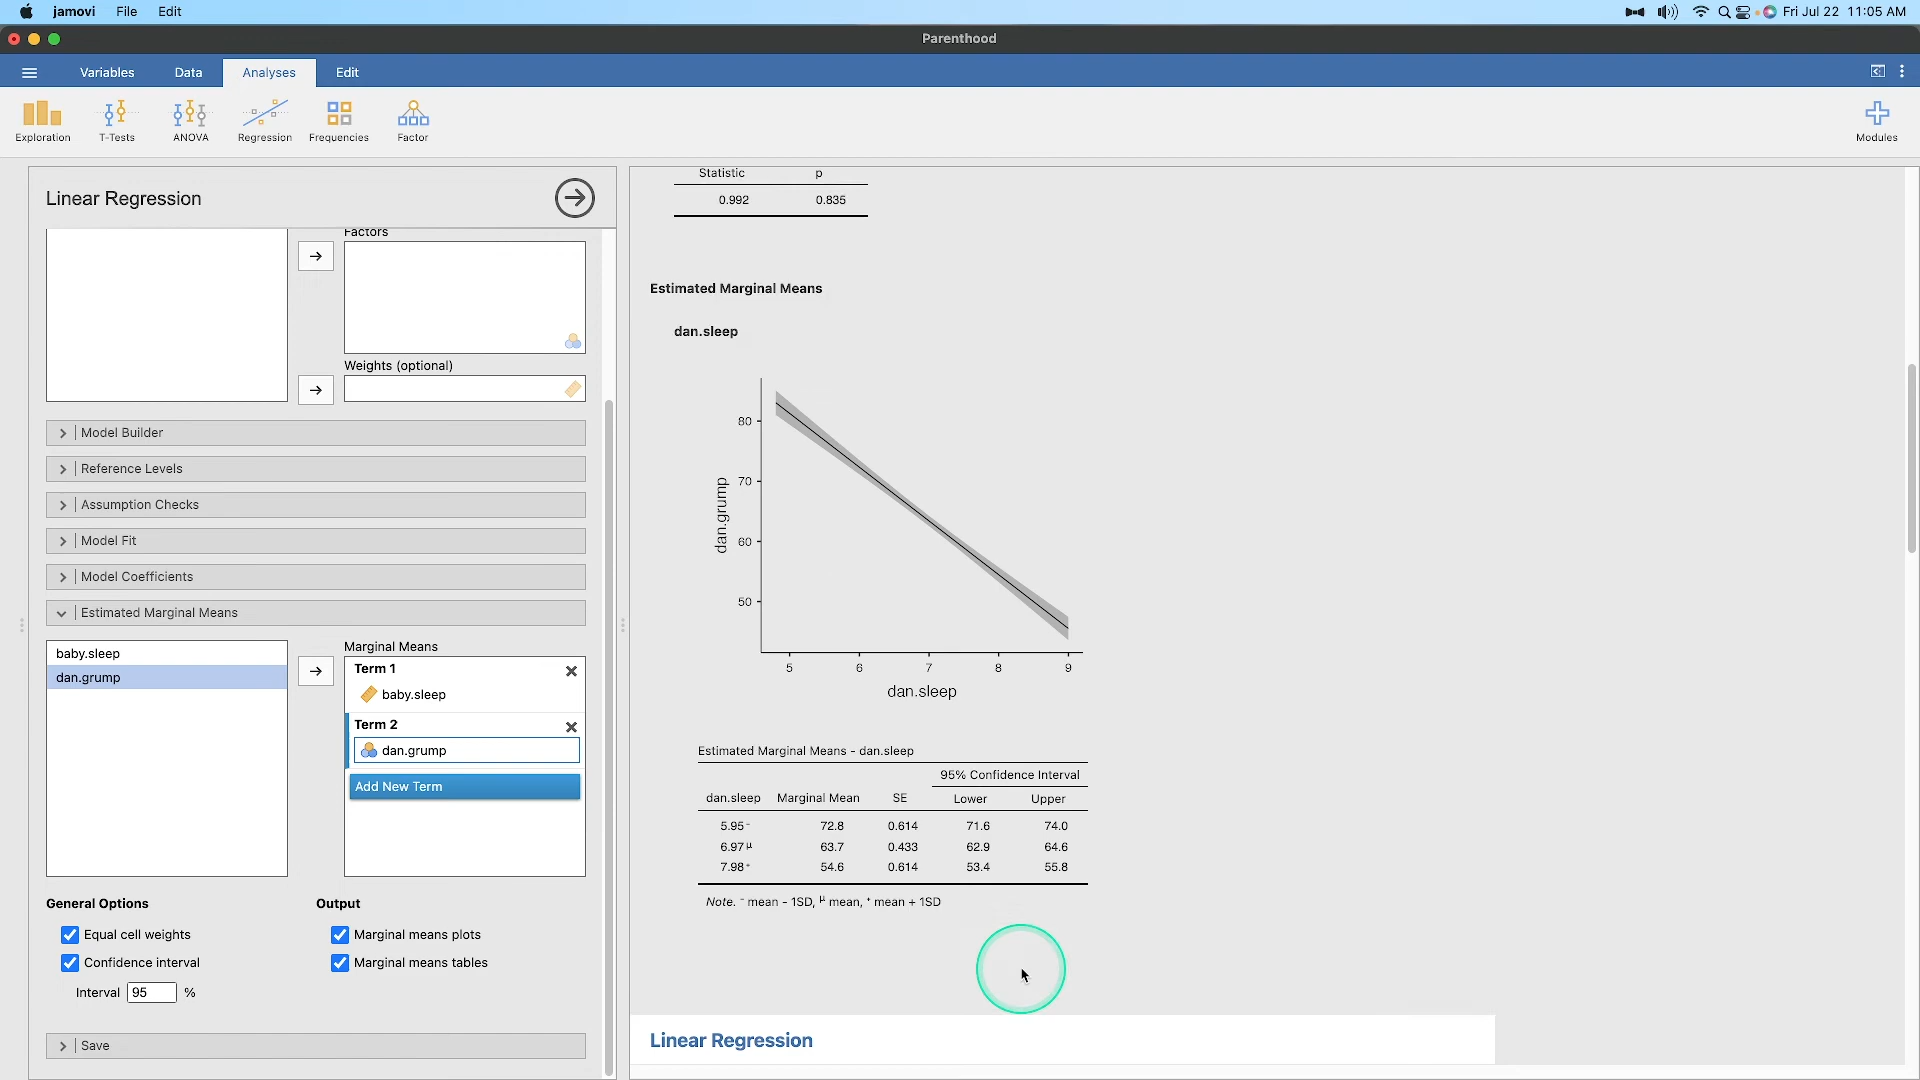 jamovi File Edit Fri Jul 22 11:05 AM
Parenthood
Variables Data Analyses Edit
Exploration T-Tests ANOVA Regression Frequencies Factor Modules
Linear Regression
Factors
Weights (optional)
Model Builder
Reference Levels
Assumption Checks
Model Fit
Model Coefficients
Estimated Marginal Means
baby.sleep
dan.grump
Marginal Means
Term 1
baby.sleep
Term 2
dan.grump
Add New Term
General Options
Equal cell weights
Confidence interval
Interval 95 %
Output
Marginal means plots
Marginal means tables
Save
Statistic p
0.992 0.835
Estimated Marginal Means
dan.sleep
80
70
60
50
dan.grump
5 6 7 8 9
dan.sleep
Estimated Marginal Means - dan.sleep
95% Confidence Interval
dan.sleep Marginal Mean SE Lower Upper
5.95⁻ 72.8 0.614 71.6 74.0
6.97μ 63.7 0.433 62.9 64.6
7.98⁺ 54.6 0.614 53.4 55.8
Note. ⁻ mean - 1SD, μ mean, ⁺ mean + 1SD
Linear Regression